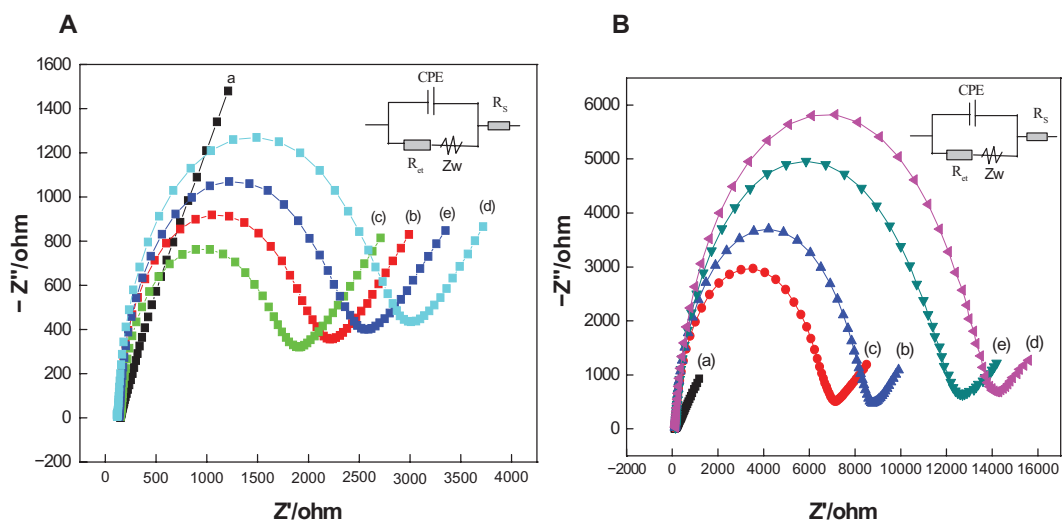 A
−Z''/ohm
1600
1400
1200
1000
800
600
400
200
0
−200
0
500
1000
1500
2000
2500
3000
3500
4000
Z'/ohm
a
(c)
(b)
(e)
(d)
CPE
R_S
R_et
Zw
B
−Z''/ohm
6000
5000
4000
3000
2000
1000
0
−2000
0
2000
4000
6000
8000
10000
12000
14000
16000
Z'/ohm
(a)
(c)
(b)
(e)
(d)
CPE
R_S
R_et
Zw